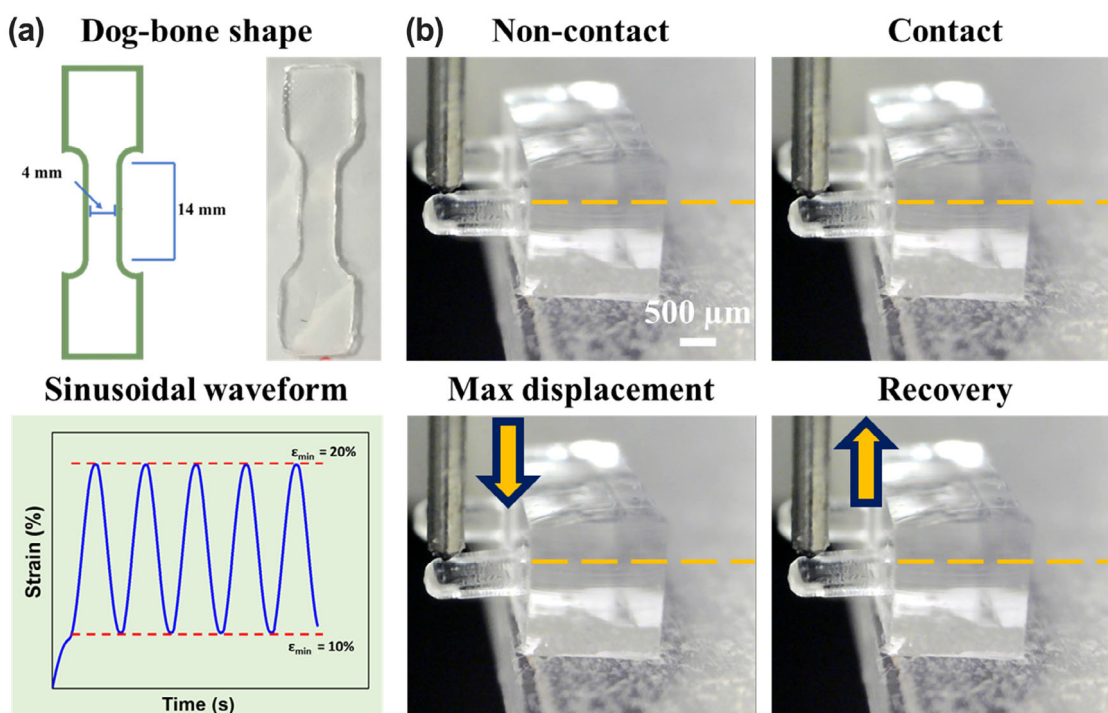 (a)
Dog-bone shape
4 mm
14 mm
Sinusoidal waveform
εmin = 20%
εmin = 10%
Strain (%)
Time (s)
(b)
Non-contact
Contact
500 µm
Max displacement
Recovery